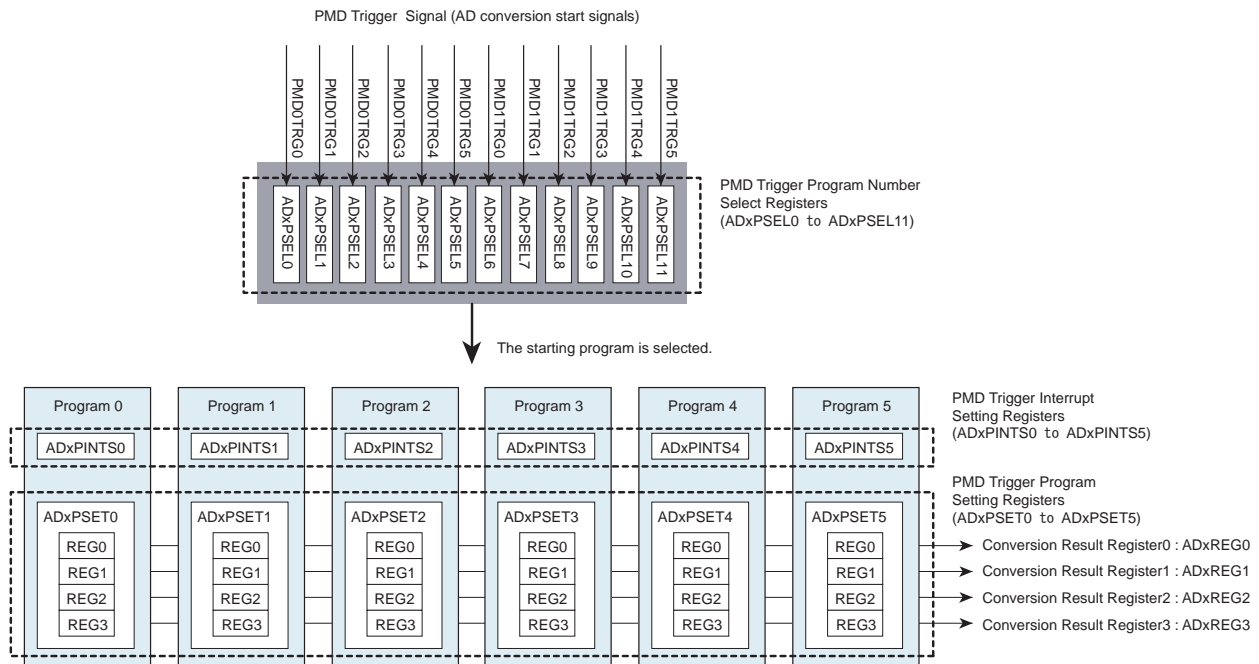 PMD Trigger Signal (AD conversion start signals)
PMD0TRG0
PMD0TRG1
PMD0TRG2
PMD0TRG3
PMD0TRG4
PMD0TRG5
PMD1TRG0
PMD1TRG1
PMD1TRG2
PMD1TRG3
PMD1TRG4
PMD1TRG5
ADxPSEL0
ADxPSEL1
ADxPSEL2
ADxPSEL3
ADxPSEL4
ADxPSEL5
ADxPSEL6
ADxPSEL7
ADxPSEL8
ADxPSEL9
ADxPSEL10
ADxPSEL11
PMD Trigger Program Number
Select Registers
(ADxPSEL0 to ADxPSEL11)
The starting program is selected.
Program 0 Program 1 Program 2 Program 3 Program 4 Program 5
ADxPINTS0 ADxPINTS1 ADxPINTS2 ADxPINTS3 ADxPINTS4 ADxPINTS5
PMD Trigger Interrupt
Setting Registers
(ADxPINTS0 to ADxPINTS5)
PMD Trigger Program
Setting Registers
(ADxPSET0 to ADxPSET5)
ADxPSET0 ADxPSET1 ADxPSET2 ADxPSET3 ADxPSET4 ADxPSET5
REG0 REG0 REG0 REG0 REG0 REG0 Conversion Result Register0 : ADxREG0
REG1 REG1 REG1 REG1 REG1 REG1 Conversion Result Register1 : ADxREG1
REG2 REG2 REG2 REG2 REG2 REG2 Conversion Result Register2 : ADxREG2
REG3 REG3 REG3 REG3 REG3 REG3 Conversion Result Register3 : ADxREG3